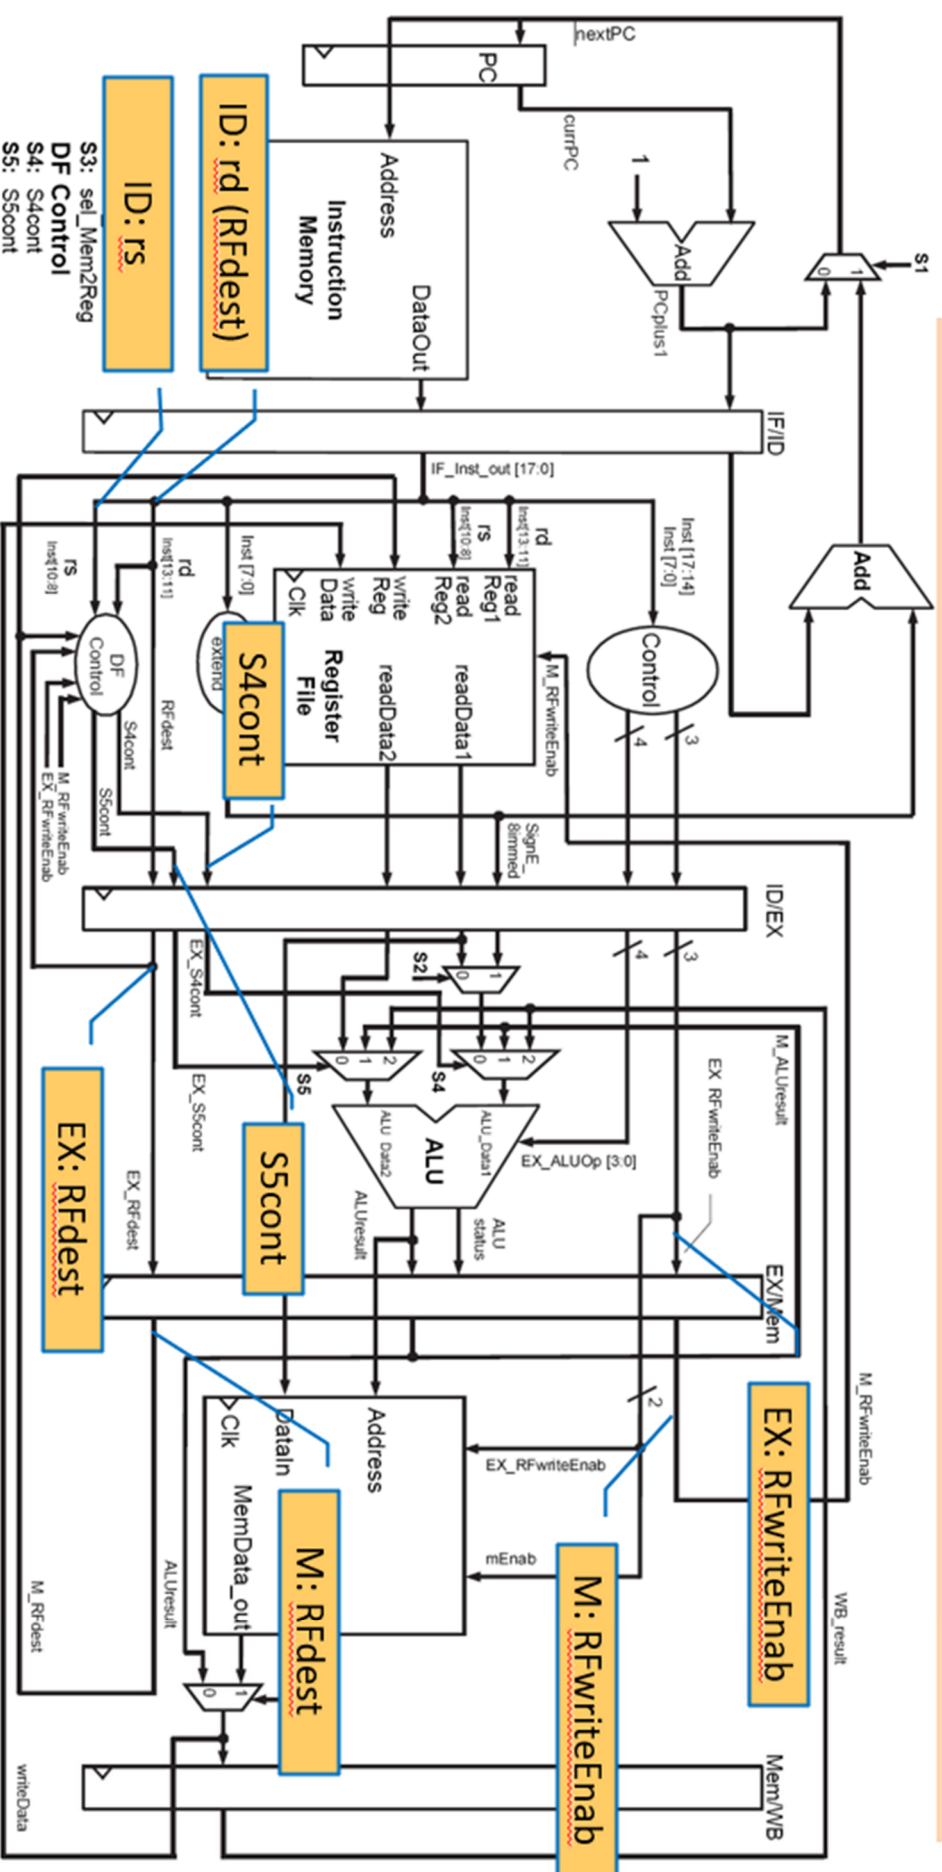 nextPC
PC
currPC
1
Add
PCplus1
0
1
S1
Address
Instruction
Memory
DataOut
ID: rd (RFdest)
ID: rs
S3: sel_Mem2Reg
DF Control
S4: S4cont
S5: S5cont
IF/ID
IF_Inst_out [17:0]
Inst [17:14]
Inst [7:0]
rd
Inst[13:11]
rs
Inst[10:8]
Inst [7:0]
rd
Inst[13:11]
rs
Inst[10:8]
Add
Control
4
3
M_RFwriteEnab
read
Reg1
read
Reg2
write
Reg
write
Data
Clk
readData1
Register
File
readData2
extend
S4cont
DF
Control
RFdest
S4cont
S5cont
M_RFwriteEnab
EX_RFwriteEnab
SignE_
8immed
ID/EX
4
3
S2
0
1
EX_S4cont
EX_S5cont
0
1
2
S5
0
1
2
S4
M_ALUresult
EX_RFwriteEnab
ALU_Data1
ALU
ALU_Data2
EX_ALUOp [3:0]
ALU
status
ALUresult
EX_RFdest
EX: RFdest
S5cont
EX/Mem
2
Address
DataIn
Clk
MemData_out
EX_RFwriteEnab
mEnab
M_RFwriteEnab
EX: RFwriteEnab
M: RFwriteEnab
M: RFdest
WB_result
ALUresult
M_RFdest
0
1
Mem/WB
writeData